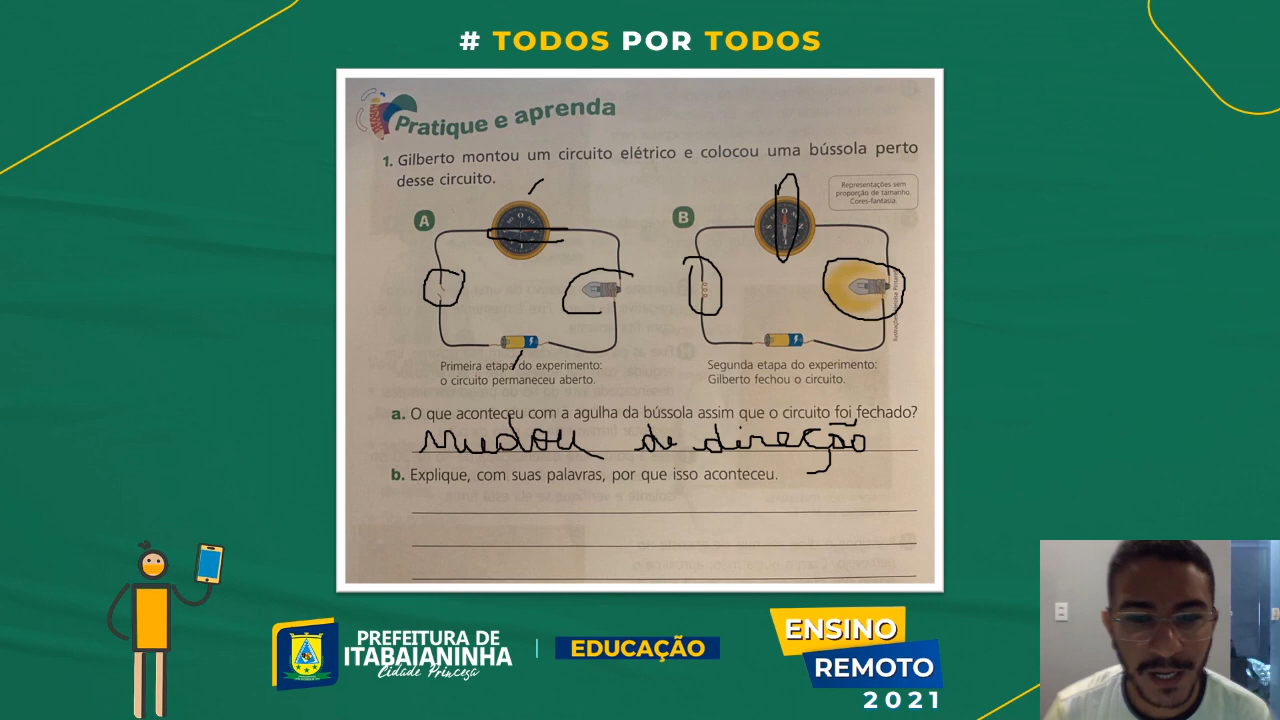 # TODOS POR TODOS
Pratique e aprenda
1. Gilberto montou um circuito elétrico e colocou uma bússola perto
desse circuito.
Representações sem
proporção de tamanho.
Cores-fantasia.
A
B
Primeira etapa do experimento:
o circuito permaneceu aberto.
Segunda etapa do experimento:
Gilberto fechou o circuito.
a. O que aconteceu com a agulha da bússola assim que o circuito foi fechado?
mudou de direção
b. Explique, com suas palavras, por que isso aconteceu.
PREFEITURA DE
ITABAIANINHA
Cidade Princesa
EDUCAÇÃO
ENSINO
REMOTO
2021